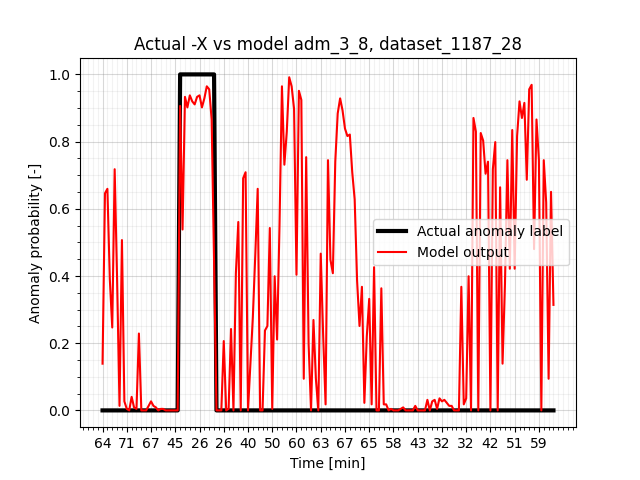 Actual -X vs model adm_3_8, dataset_1187_28
Anomaly probability [-]
1.0
0.8
0.6
0.4
0.2
0.0
Actual anomaly label
Model output
64 71 67 45 26 26 40 50 60 63 67 65 58 43 32 32 42 51 59
Time [min]